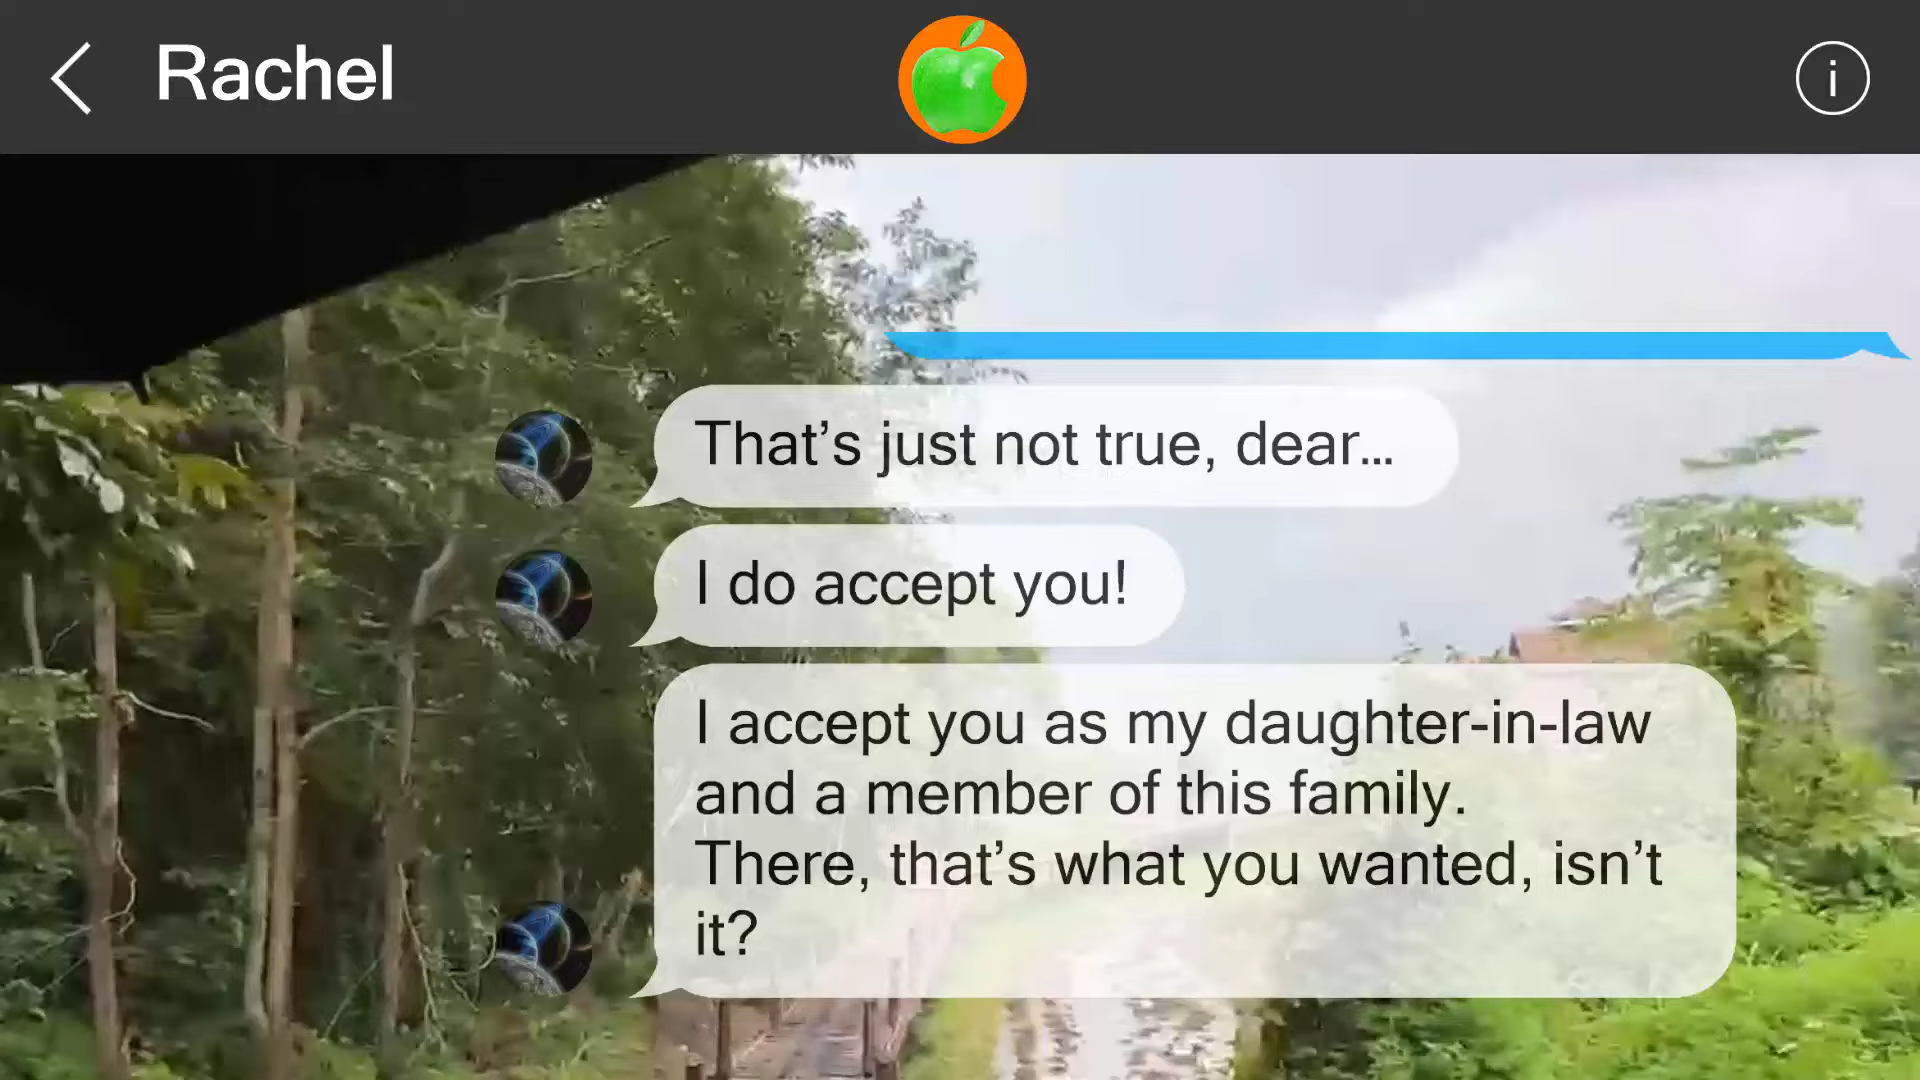 Rachel
i
That’s just not true, dear...
I do accept you!
I accept you as my daughter-in-law
and a member of this family.
There, that’s what you wanted, isn’t
it?